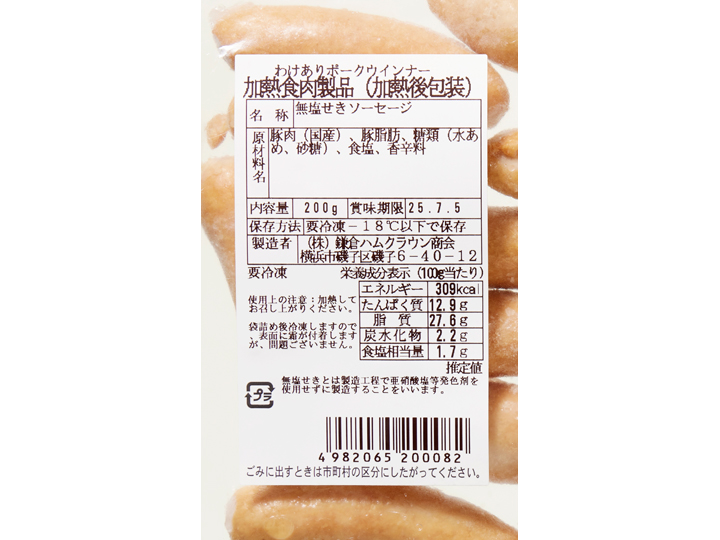 わけありポークウインナー
加熱食肉製品（加熱後包装）
名 称 無塩せきソーセージ
原材料名 豚肉（国産）、豚脂肪、糖類（水あ
め、砂糖）、食塩、香辛料
内容量 200g 賞味期限 25.7.5
保存方法 要冷凍－18℃以下で保存
製造者 （株）鎌倉ハムクラウン商会
横浜市磯子区磯子6-40-12
要冷凍 栄養成分表示（100g当たり）
エネルギー 309kcal
たんぱく質 12.9g
脂 質 27.6g
炭水化物 2.2g
食塩相当量 1.7g
推定値
使用上の注意：加熱して
お召し上がりください。
袋詰め後冷凍しますので
、表面に霜が付着します
が、問題ございません。
プラ
無塩せきとは製造工程で亜硝酸塩等発色剤を
使用せずに製造することをいいます。
4982065 200082
ごみに出すときは市町村の区分にしたがってください。